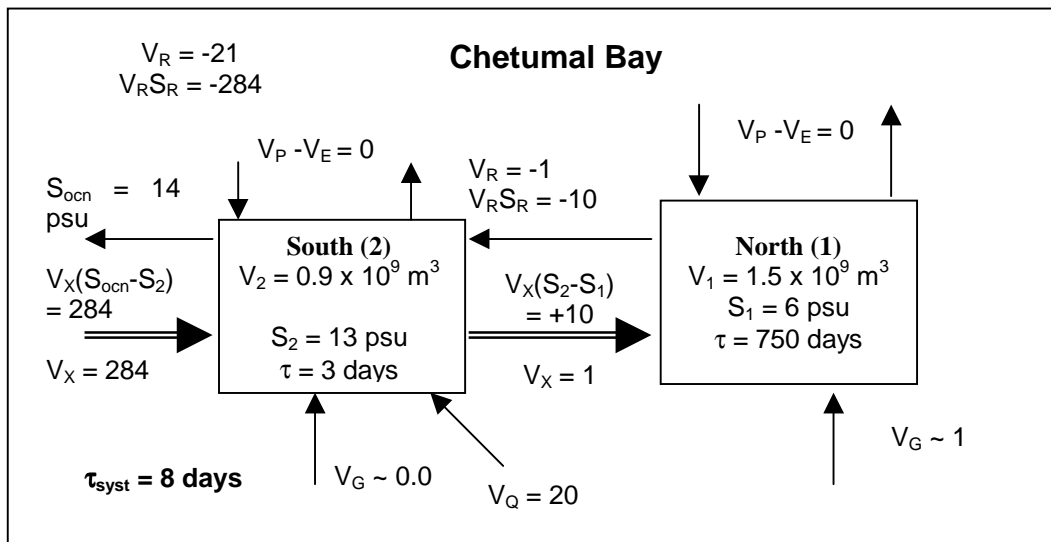 Chetumal Bay
V_R = -21
V_RS_R = -284
V_P -V_E = 0
V_R = -1
V_RS_R = -10
V_P -V_E = 0
S_ocn = 14
psu
V_X(S_ocn-S_2)
= 284
V_X = 284
South (2)
V_2 = 0.9 x 10^9 m^3
S_2 = 13 psu
τ = 3 days
V_X(S_2-S_1)
= +10
V_X = 1
North (1)
V_1 = 1.5 x 10^9 m^3
S_1 = 6 psu
τ = 750 days
V_G ~ 1
τ_syst = 8 days
V_G ~ 0.0
V_Q = 20